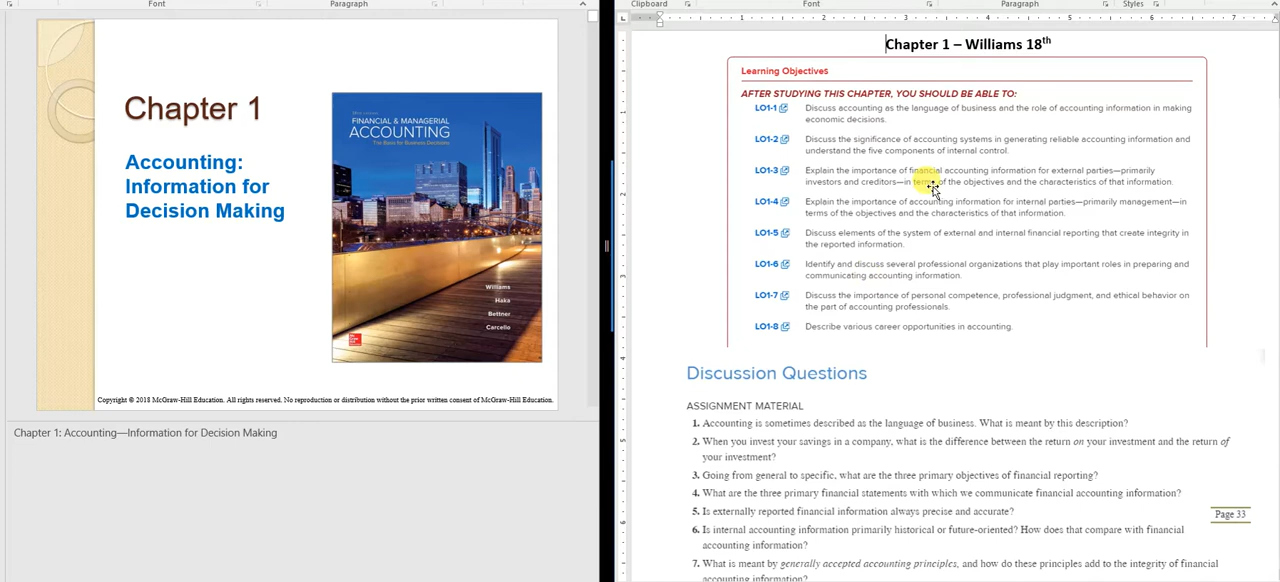 Font
Paragraph
Chapter 1
Accounting:
Information for
Decision Making
FINANCIAL & MANAGERIAL
ACCOUNTING
The Basis for Business Decisions
Williams
Haka
Bettner
Carcello
Copyright © 2018 McGraw-Hill Education. All rights reserved. No reproduction or distribution without the prior written consent of McGraw-Hill Education.
Chapter 1: Accounting—Information for Decision Making
Clipboard
Font
Paragraph
Styles
1 2 3 4 5 6 7
Chapter 1 – Williams 18th
Learning Objectives
AFTER STUDYING THIS CHAPTER, YOU SHOULD BE ABLE TO:
LO1-1 Discuss accounting as the language of business and the role of accounting information in making
economic decisions.
LO1-2 Discuss the significance of accounting systems in generating reliable accounting information and
understand the five components of internal control.
LO1-3 Explain the importance of financial accounting information for external parties—primarily
investors and creditors—in terms of the objectives and the characteristics of that information.
LO1-4 Explain the importance of accounting information for internal parties—primarily management—in
terms of the objectives and the characteristics of that information.
LO1-5 Discuss elements of the system of external and internal financial reporting that create integrity in
the reported information.
LO1-6 Identify and discuss several professional organizations that play important roles in preparing and
communicating accounting information.
LO1-7 Discuss the importance of personal competence, professional judgment, and ethical behavior on
the part of accounting professionals.
LO1-8 Describe various career opportunities in accounting.
Discussion Questions
ASSIGNMENT MATERIAL
1. Accounting is sometimes described as the language of business. What is meant by this description?
2. When you invest your savings in a company, what is the difference between the return on your investment and the return of
your investment?
3. Going from general to specific, what are the three primary objectives of financial reporting?
4. What are the three primary financial statements with which we communicate financial accounting information?
5. Is externally reported financial information always precise and accurate?
Page 33
6. Is internal accounting information primarily historical or future-oriented? How does that compare with financial
accounting information?
7. What is meant by generally accepted accounting principles, and how do these principles add to the integrity of financial
accounting information?